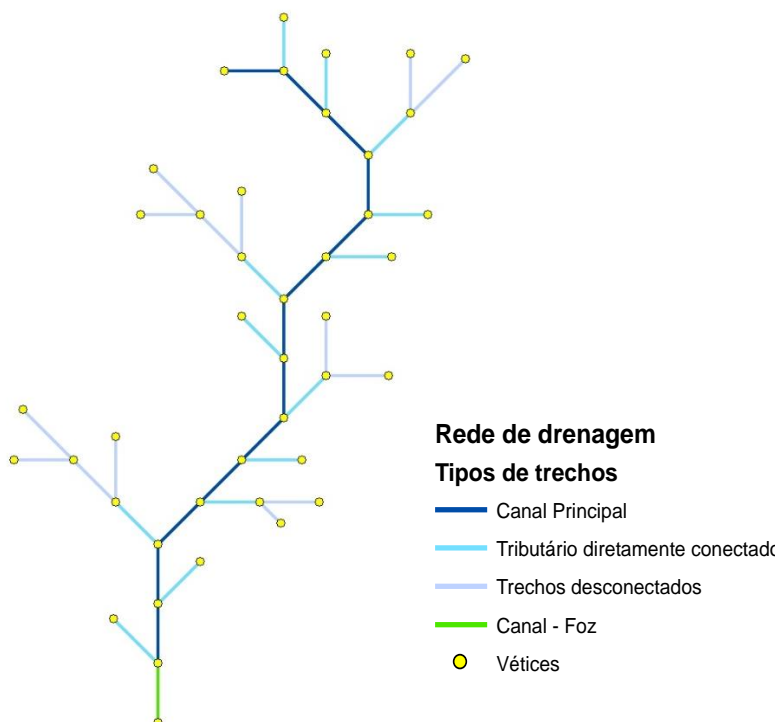 Rede de drenagem
Tipos de trechos
Canal Principal
Tributário diretamente conectado
Trechos desconectados
Canal - Foz
Vétices